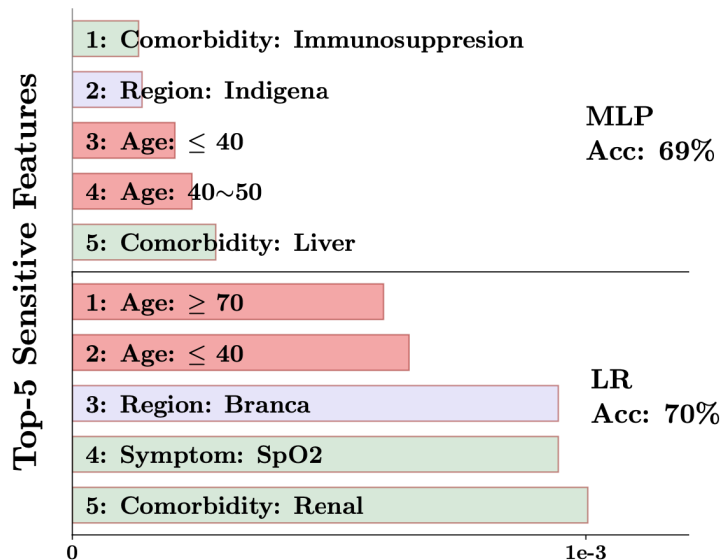 Top-5 Sensitive Features
1: Comorbidity: Immunosuppresion
2: Region: Indigena
3: Age: ≤ 40
4: Age: 40~50
5: Comorbidity: Liver
MLP
Acc: 69%
1: Age: ≥ 70
2: Age: ≤ 40
3: Region: Branca
4: Symptom: SpO2
5: Comorbidity: Renal
LR
Acc: 70%
0
1e-3